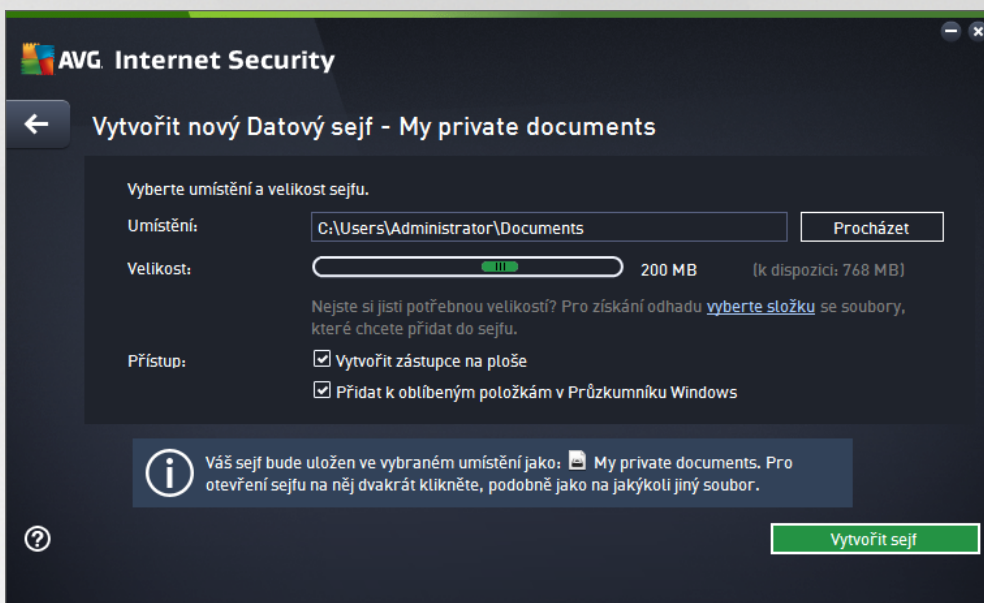 AVG. Internet Security
Vytvořit nový Datový sejf - My private documents
Vyberte umístění a velikost sejfu.
Umístění: C:\Users\Administrator\Documents Procházet
Velikost: 200 MB (k dispozici: 768 MB)
Nejste si jisti potřebnou velikostí? Pro získání odhadu vyberte složku se soubory,
které chcete přidat do sejfu.
Přístup: Vytvořit zástupce na ploše
Přidat k oblíbeným položkám v Průzkumníku Windows
Váš sejf bude uložen ve vybraném umístění jako: My private documents. Pro
otevření sejfu na něj dvakrát klikněte, podobně jako na jakýkoli jiný soubor.
Vytvořit sejf